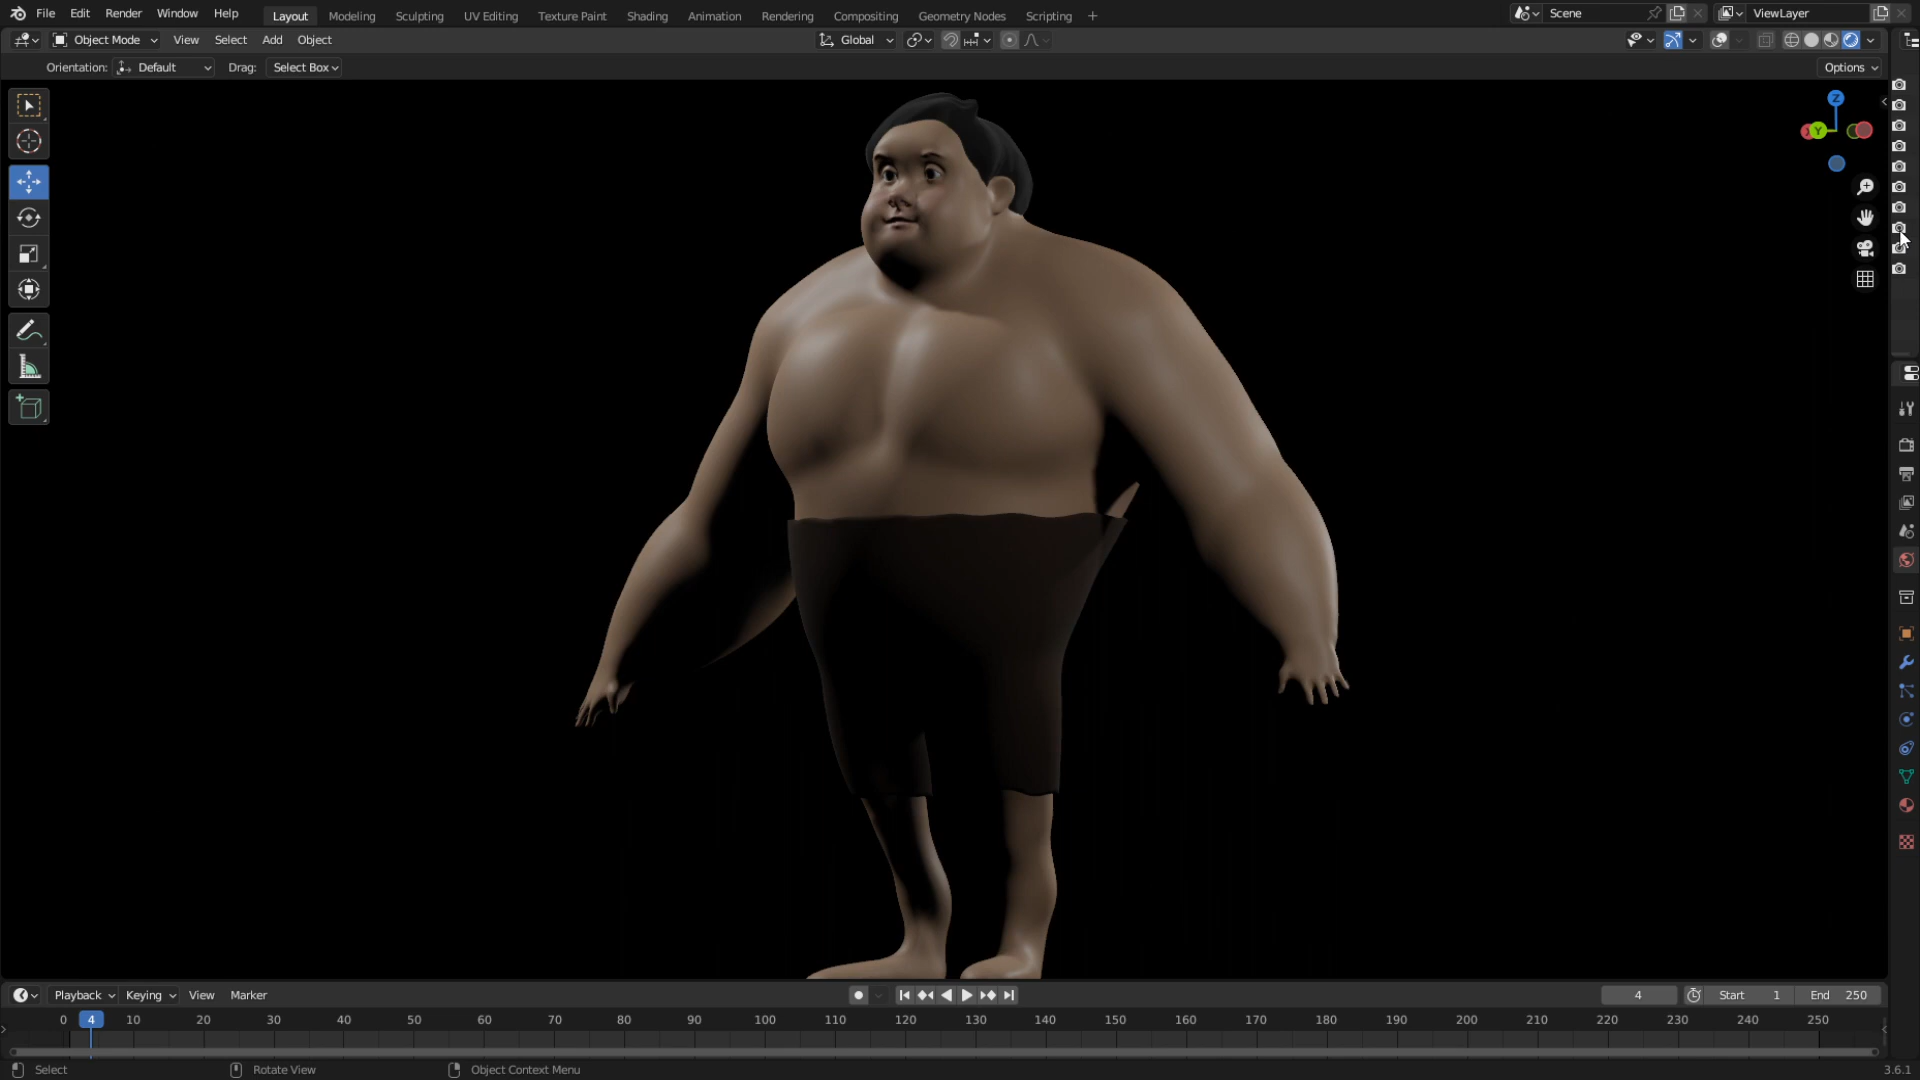 File Edit Render Window Help Layout Modeling Sculpting UV Editing Texture Paint Shading Animation Rendering Compositing Geometry Nodes Scripting + Scene ViewLayer
Object Mode View Select Add Object Global
Orientation: Default Drag: Select Box Options
Z
Y
Playback Keying View Marker 4 Start 1 End 250
0 4 10 20 30 40 50 60 70 80 90 100 110 120 130 140 150 160 170 180 190 200 210 220 230 240 250
Select Rotate View Object Context Menu 3.6.1